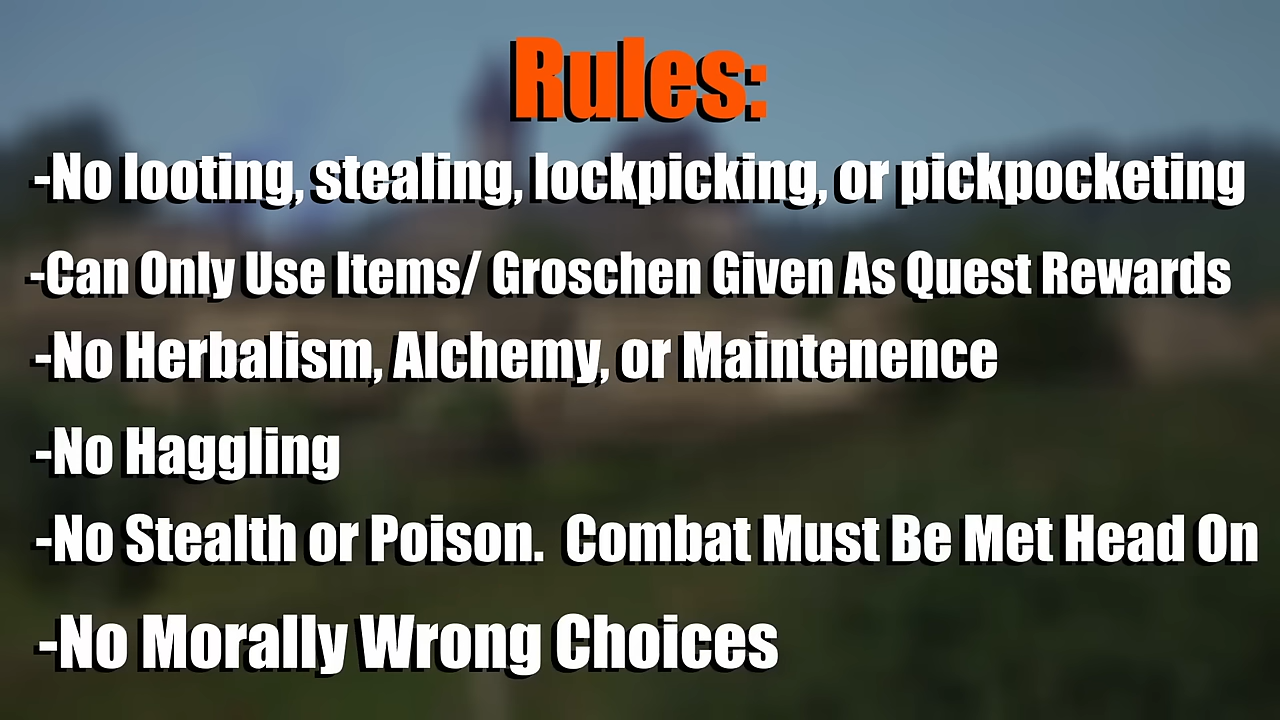 Rules:
-No looting, stealing, lockpicking, or pickpocketing
-Can Only Use Items/ Groschen Given As Quest Rewards
-No Herbalism, Alchemy, or Maintenence
-No Haggling
-No Stealth or Poison.  Combat Must Be Met Head On
-No Morally Wrong Choices